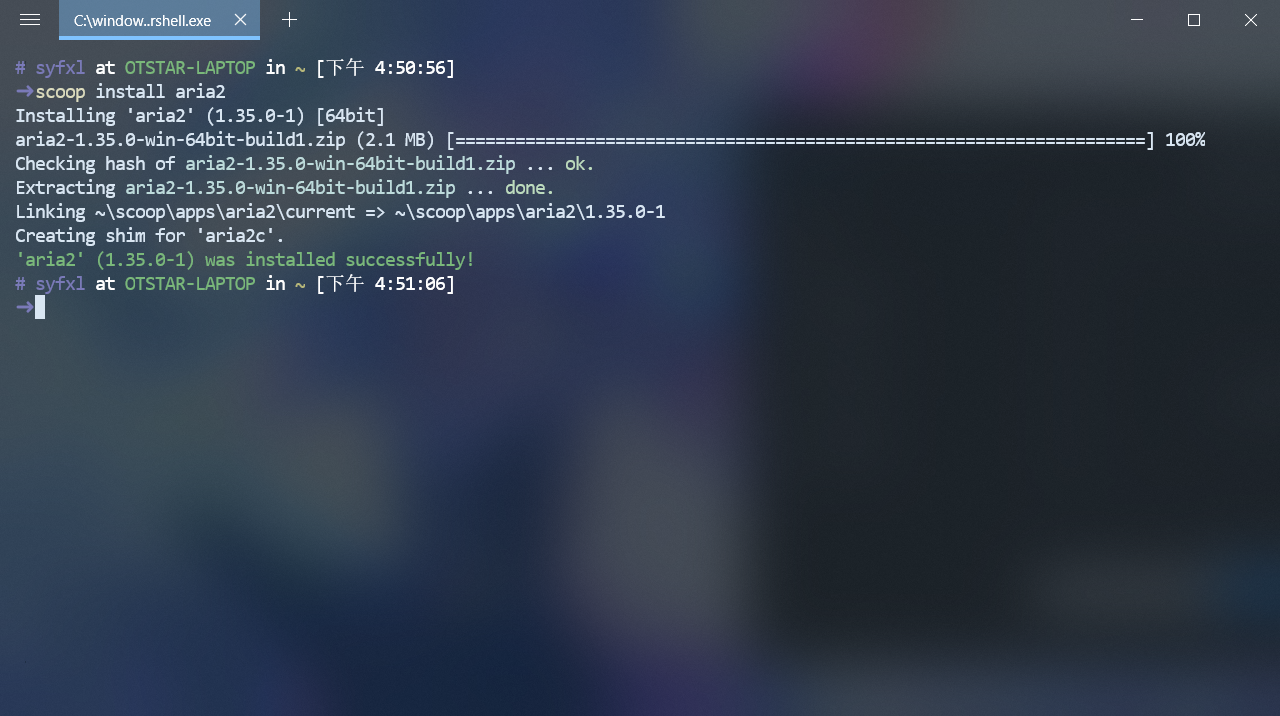 C:\window..rshell.exe
# syfxl at OTSTAR-LAPTOP in ~ [下午 4:50:56]
➜scoop install aria2
Installing 'aria2' (1.35.0-1) [64bit]
aria2-1.35.0-win-64bit-build1.zip (2.1 MB) [=====================================================================] 100%
Checking hash of aria2-1.35.0-win-64bit-build1.zip ... ok.
Extracting aria2-1.35.0-win-64bit-build1.zip ... done.
Linking ~\scoop\apps\aria2\current => ~\scoop\apps\aria2\1.35.0-1
Creating shim for 'aria2c'.
'aria2' (1.35.0-1) was installed successfully!
# syfxl at OTSTAR-LAPTOP in ~ [下午 4:51:06]
➜